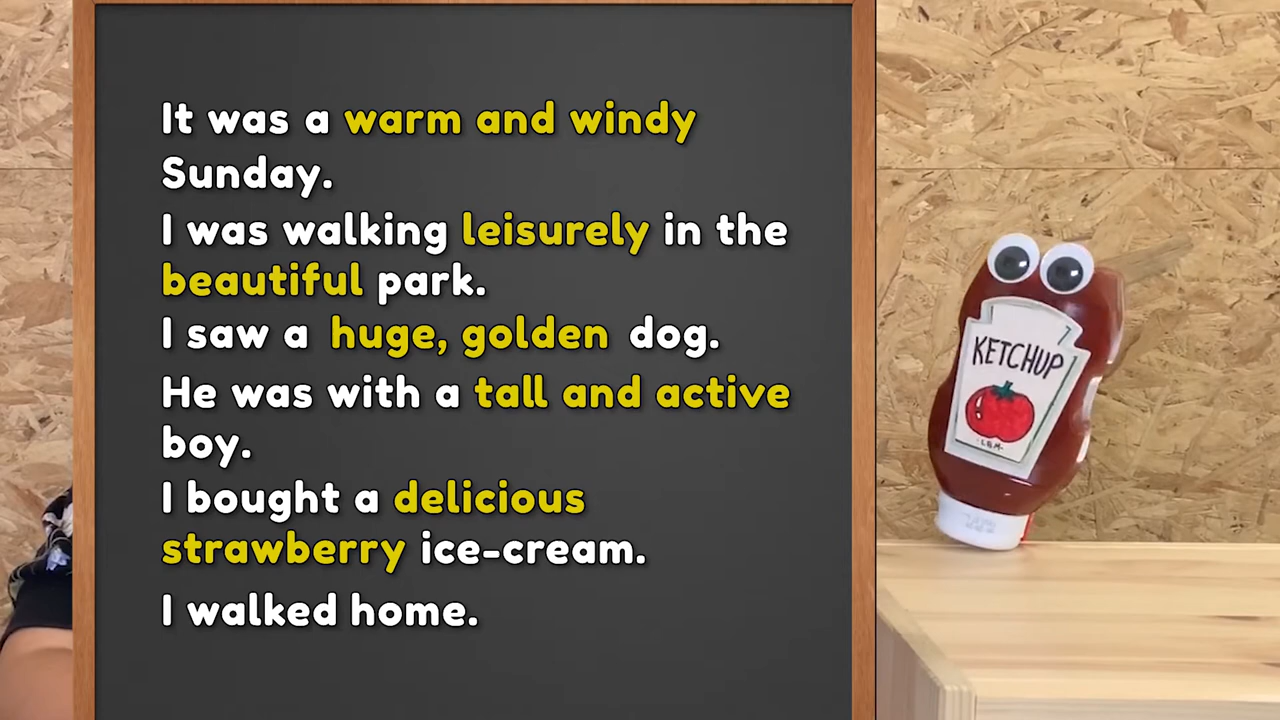 It was a warm and windy
Sunday.
I was walking leisurely in the
beautiful park.
I saw a huge, golden dog.
He was with a tall and active
boy.
I bought a delicious
strawberry ice-cream.
I walked home.
KETCHUP